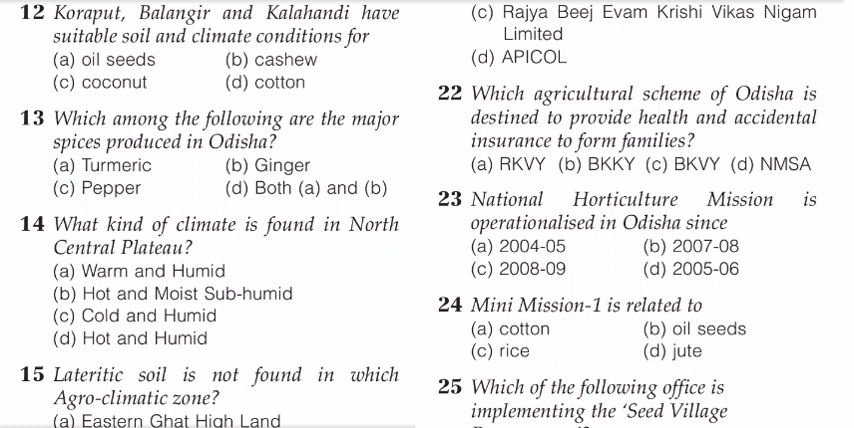 12 Koraput, Balangir and Kalahandi have
suitable soil and climate conditions for
(a) oil seeds (b) cashew
(c) coconut (d) cotton
13 Which among the following are the major
spices produced in Odisha?
(a) Turmeric (b) Ginger
(c) Pepper (d) Both (a) and (b)
14 What kind of climate is found in North
Central Plateau?
(a) Warm and Humid
(b) Hot and Moist Sub-humid
(c) Cold and Humid
(d) Hot and Humid
15 Lateritic soil is not found in which
Agro-climatic zone?
(a) Eastern Ghat High Land
(c) Rajya Beej Evam Krishi Vikas Nigam
Limited
(d) APICOL
22 Which agricultural scheme of Odisha is
destined to provide health and accidental
insurance to form families?
(a) RKVY (b) BKKY (c) BKVY (d) NMSA
23 National Horticulture Mission is
operationalised in Odisha since
(a) 2004-05 (b) 2007-08
(c) 2008-09 (d) 2005-06
24 Mini Mission-1 is related to
(a) cotton (b) oil seeds
(c) rice (d) jute
25 Which of the following office is
implementing the 'Seed Village